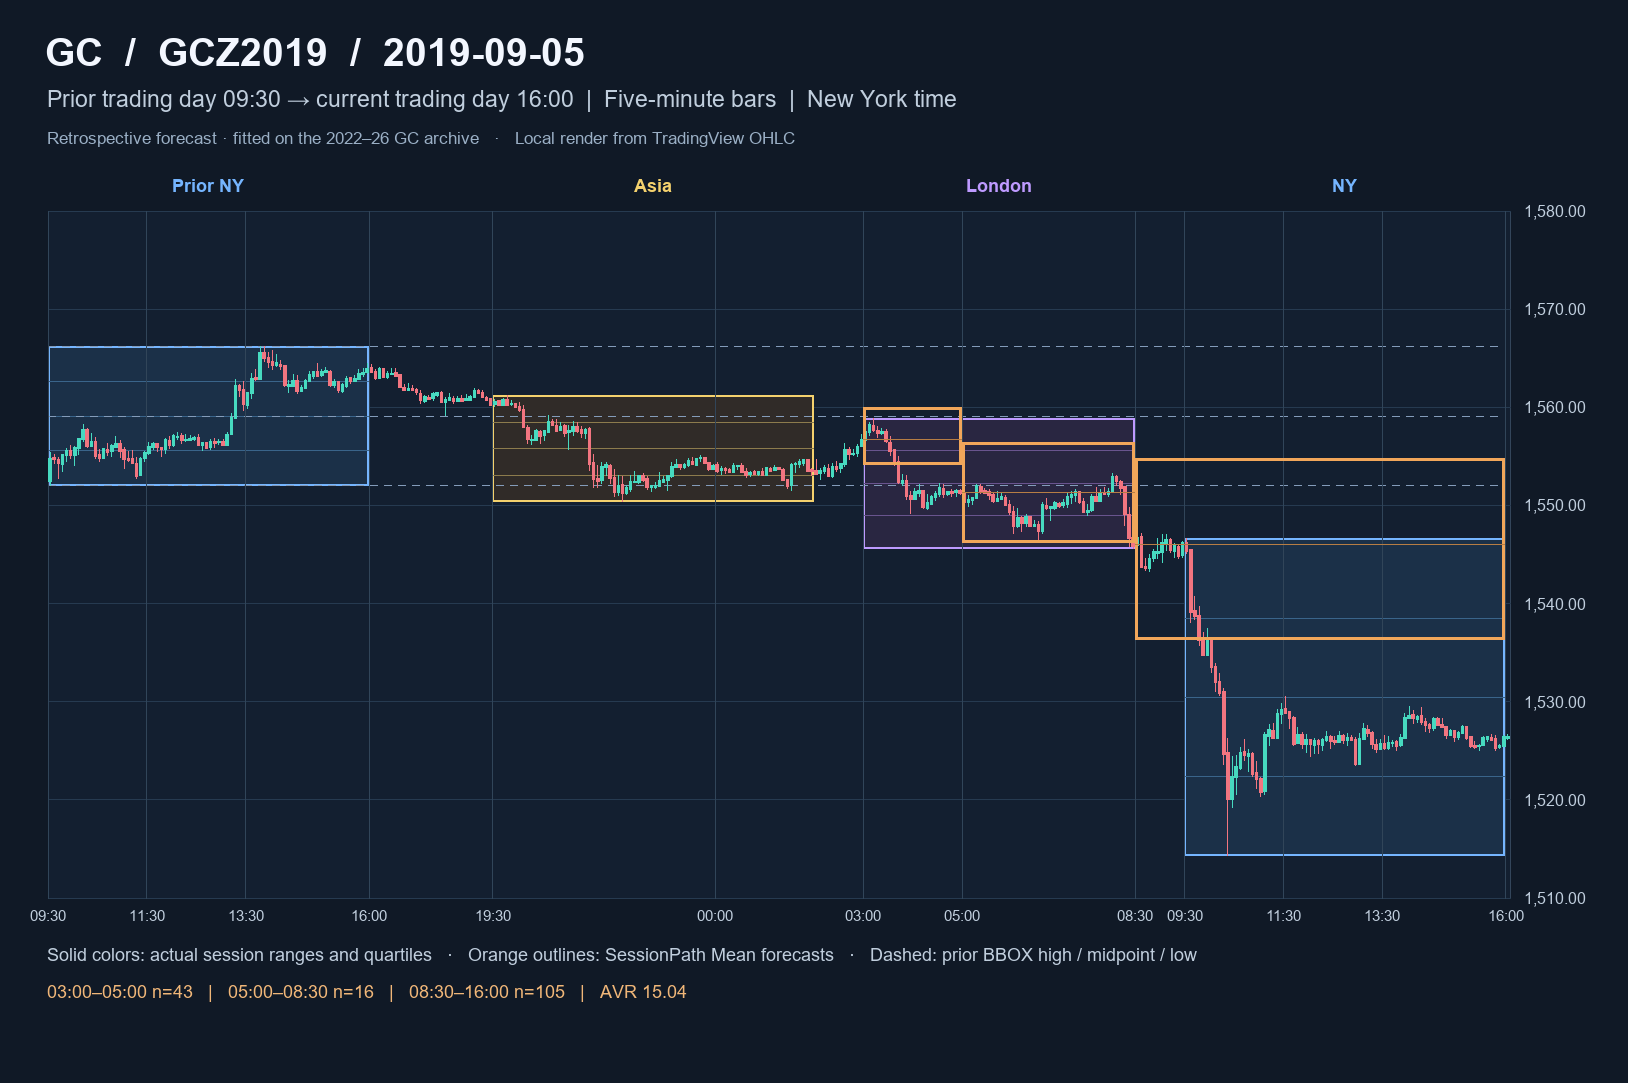 GC / GCZ2019 / 2019-09-05
Prior trading day 09:30 → current trading day 16:00 | Five-minute bars | New York time
Retrospective forecast · fitted on the 2022–26 GC archive · Local render from TradingView OHLC
Prior NY Asia London NY
1,580.00
1,570.00
1,560.00
1,550.00
1,540.00
1,530.00
1,520.00
1,510.00
09:30 11:30 13:30 16:00 19:30 00:00 03:00 05:00 08:30 09:30 11:30 13:30 16:00
Solid colors: actual session ranges and quartiles · Orange outlines: SessionPath Mean forecasts · Dashed: prior BBOX high / midpoint / low
03:00–05:00 n=43 | 05:00–08:30 n=16 | 08:30–16:00 n=105 | AVR 15.04